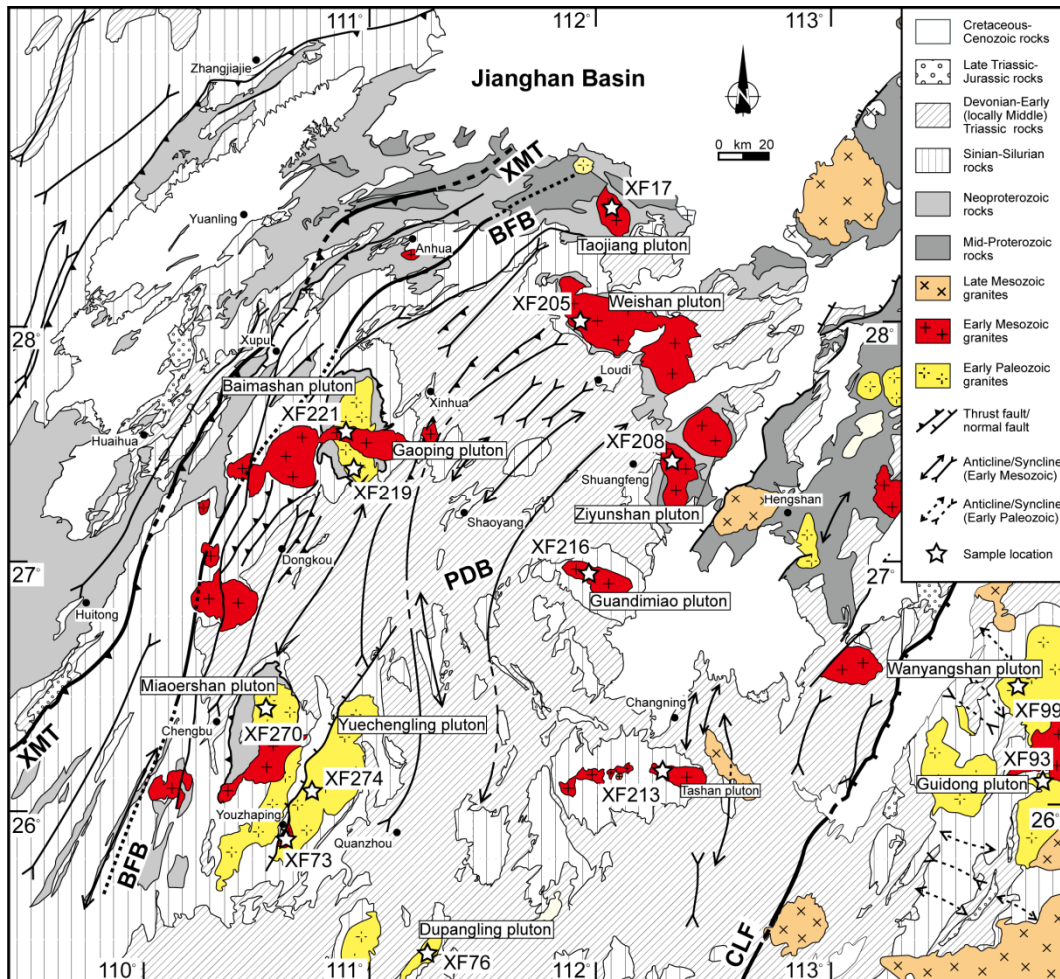 111°
112°
113°
Zhangjiajie
Jianghan Basin
0 km 20
XMT
XF17
Yuanling
BFB
Anhua
Taojiang pluton
XF205
Weishan pluton
28°
28°
Xupu
Loudi
Baimashan pluton
Xinhua
XF221
Huaihua
Gaoping pluton
XF208
XF219
Shuangfeng
Hengshan
Ziyunshan pluton
Shaoyang
Dongkou
XF216
27°
PDB
27°
Huitong
Guandimiao pluton
Wanyangshan pluton
Miaoershan pluton
Chengbu
Yuechengling pluton
Changning
XF99
XMT
XF270
XF93
XF274
XF213
Tashan pluton
Guidong pluton
Youzhaping
26°
26°
Quanzhou
XF73
BFB
Dupangling pluton
CLF
XF76
110°
111°
112°
113°
Cretaceous-
Cenozoic rocks
Late Triassic-
Jurassic rocks
Devonian-Early
(locally Middle)
Triassic rocks
Sinian-Silurian
rocks
Neoproterozoic
rocks
Mid-Proterozoic
rocks
Late Mesozoic
granites
Early Mesozoic
granites
Early Paleozoic
granites
Thrust fault/
normal fault
Anticline/Syncline
(Early Mesozoic)
Anticline/Syncline
(Early Paleozoic)
Sample location